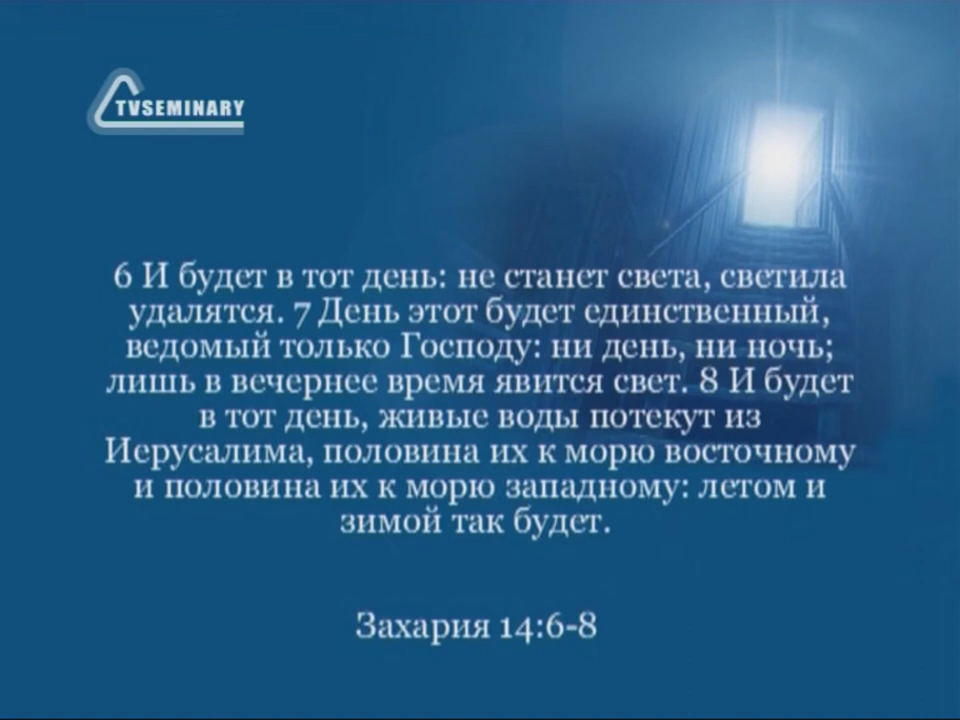 TVSEMINARY
6 И будет в тот день: не станет света, светила
удалятся. 7 День этот будет единственный,
ведомый только Господу: ни день, ни ночь;
лишь в вечернее время явится свет. 8 И будет
в тот день, живые воды потекут из
Иерусалима, половина их к морю восточному
и половина их к морю западному: летом и
зимой так будет.
Захария 14:6-8